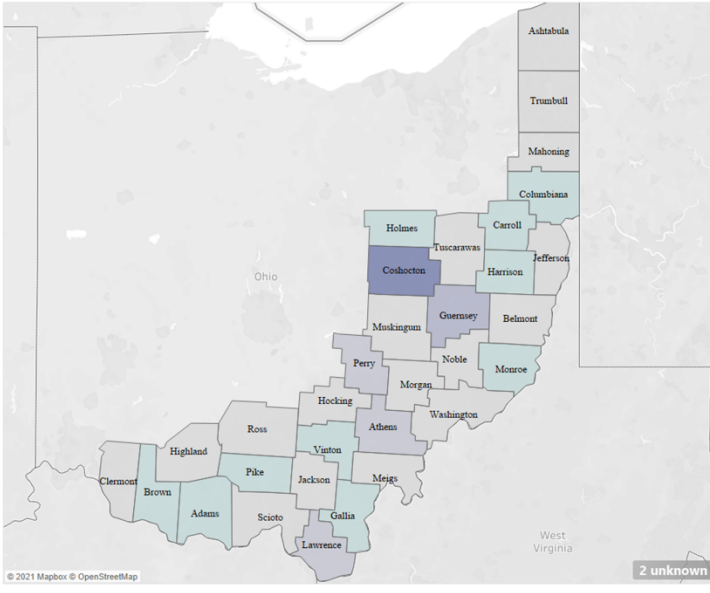 Ashtabula
Trumbull
Mahoning
Columbiana
Holmes
Carroll
Tuscarawas
Jefferson
Coshocton
Harrison
Ohio
Guernsey
Belmont
Muskingum
Noble
Perry
Monroe
Morgan
Hocking
Washington
Ross
Athens
Highland
Vinton
Pike
Jackson
Meigs
Clermont
Brown
Adams
Scioto
Gallia
Lawrence
West
Virginia
2 unknown
© 2021 Mapbox © OpenStreetMap